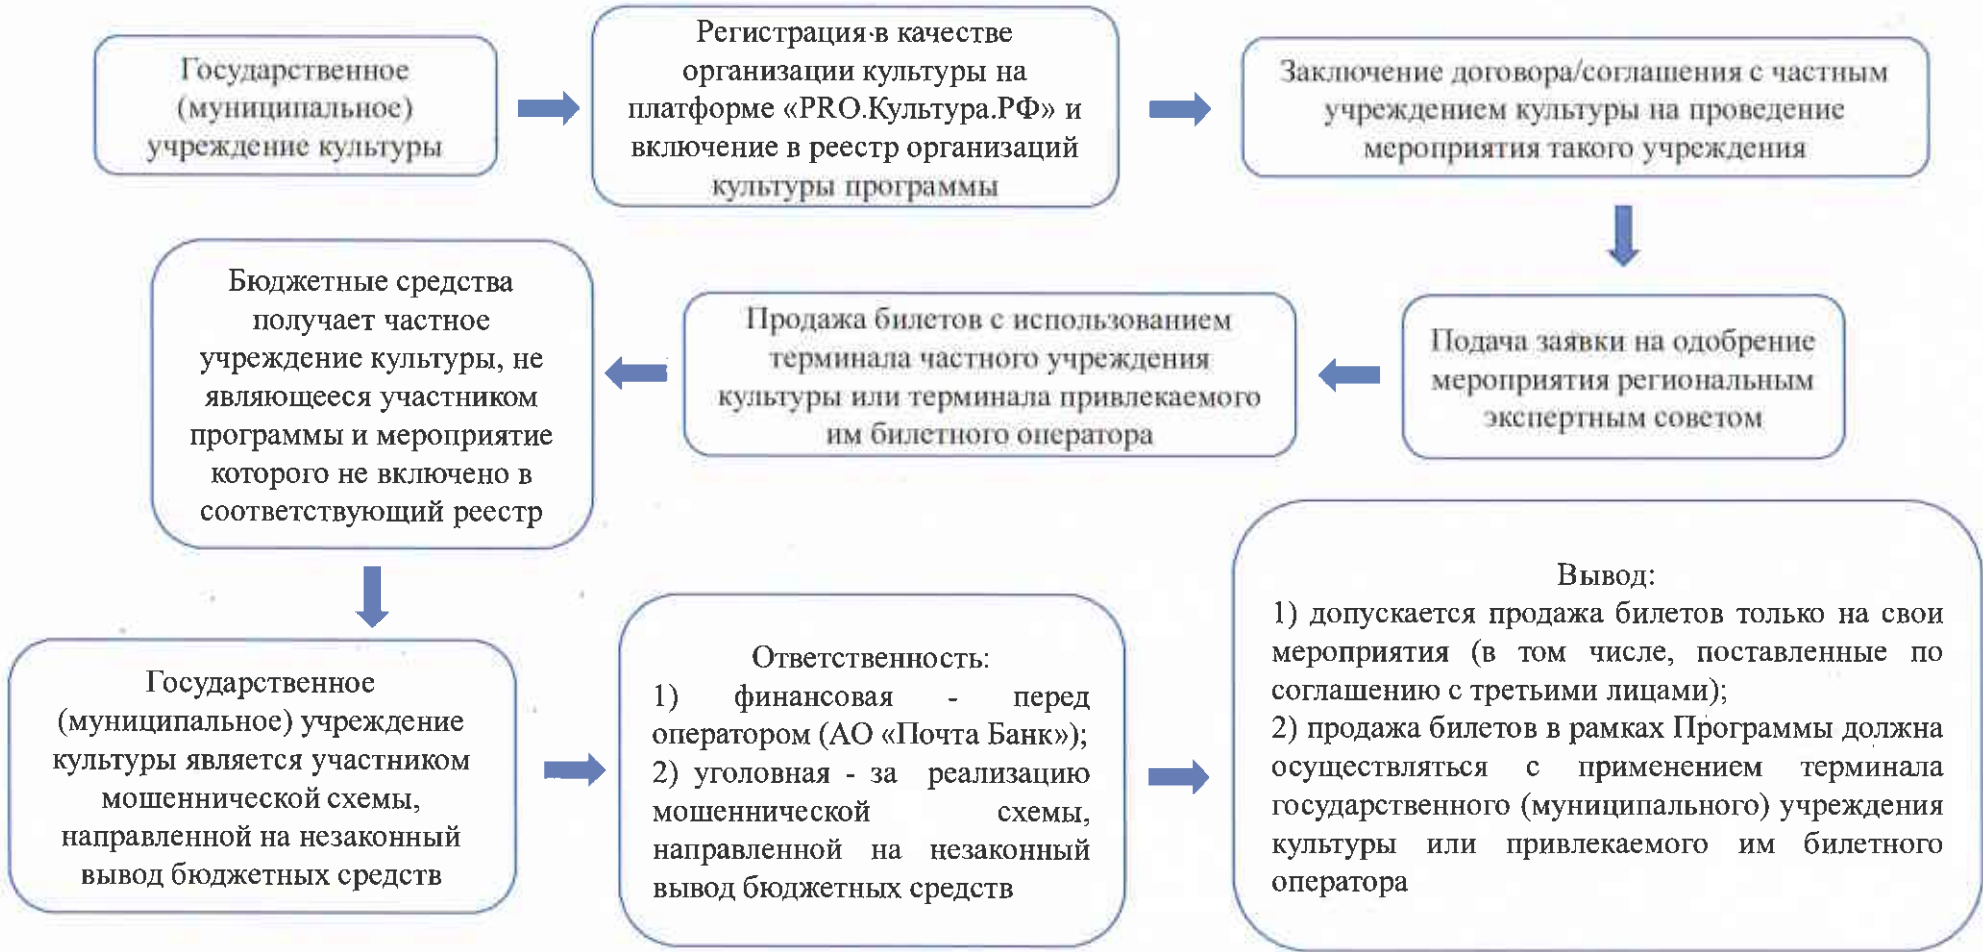 Государственное
(муниципальное)
учреждение культуры
Регистрация в качестве
организации культуры на
платформе «PRO.Культура.РФ» и
включение в реестр организаций
культуры программы
Заключение договора/соглашения с частным
учреждением культуры на проведение
мероприятия такого учреждения
Подача заявки на одобрение
мероприятия региональным
экспертным советом
Продажа билетов с использованием
терминала частного учреждения
культуры или терминала привлекаемого
им билетного оператора
Бюджетные средства
получает частное
учреждение культуры, не
являющееся участником
программы и мероприятие
которого не включено в
соответствующий реестр
Государственное
(муниципальное) учреждение
культуры является участником
мошеннической схемы,
направленной на незаконный
вывод бюджетных средств
Ответственность:
1) финансовая - перед
оператором (АО «Почта Банк»);
2) уголовная - за реализацию
мошеннической схемы,
направленной на незаконный
вывод бюджетных средств
Вывод:
1) допускается продажа билетов только на свои
мероприятия (в том числе, поставленные по
соглашению с третьими лицами);
2) продажа билетов в рамках Программы должна
осуществляться с применением терминала
государственного (муниципального) учреждения
культуры или привлекаемого им билетного
оператора